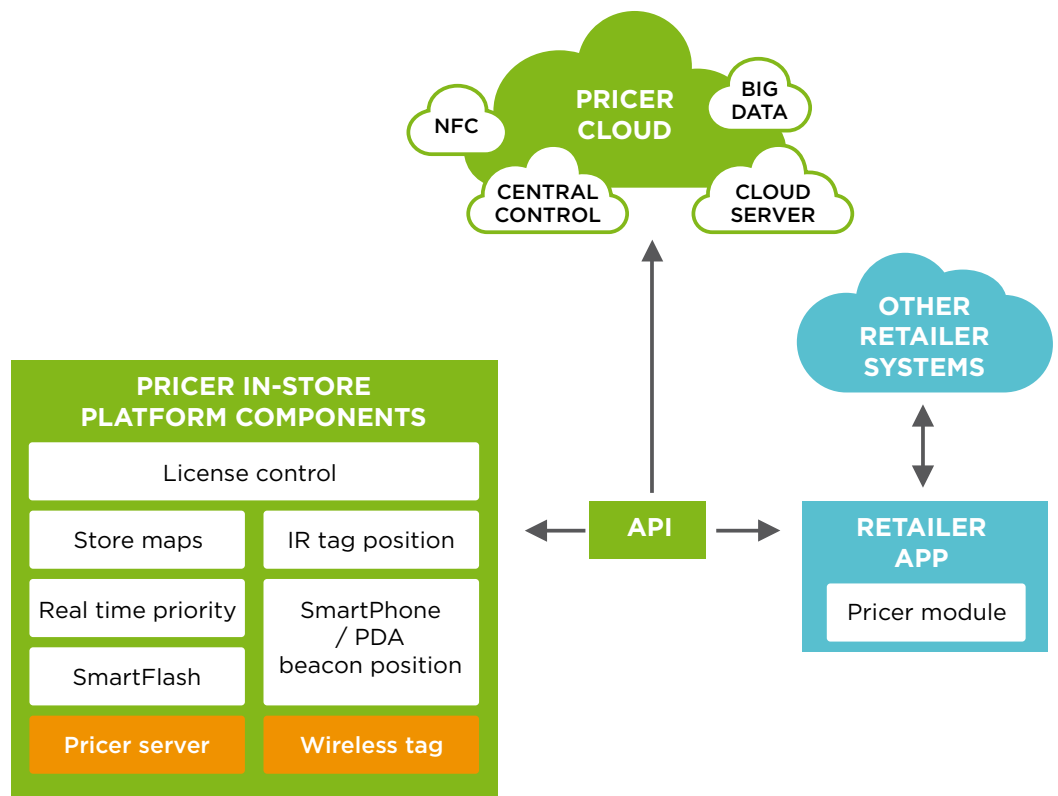 PRICER
CLOUD
NFC
BIG
DATA
CENTRAL
CONTROL
CLOUD
SERVER
OTHER
RETAILER
SYSTEMS
PRICER IN-STORE
PLATFORM COMPONENTS
License control
Store maps
IR tag position
Real time priority
SmartPhone
/ PDA
beacon position
SmartFlash
Pricer server
Wireless tag
API
RETAILER
APP
Pricer module